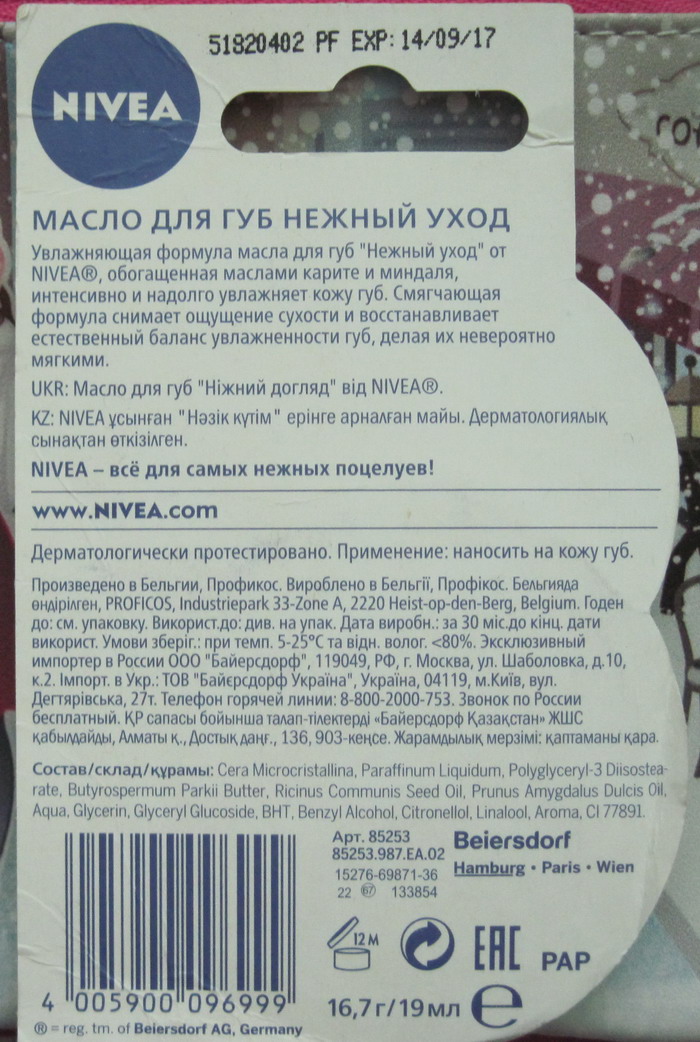 51820402 PF EXP: 14/09/17
NIVEA
МАСЛО ДЛЯ ГУБ НЕЖНЫЙ УХОД
Увлажняющая формула масла для губ "Нежный уход" от
NIVEA®, обогащенная маслами карите и миндаля,
интенсивно и надолго увлажняет кожу губ. Смягчающая
формула снимает ощущение сухости и восстанавливает
естественный баланс увлажненности губ, делая их невероятно
мягкими.
UKR: Масло для губ "Ніжний догляд" від NIVEA®.
KZ: NIVEA ұсынған "Нәзік күтім" ерінге арналған майы. Дерматологиялық
сынақтан өткізілген.
NIVEA – всё для самых нежных поцелуев!
www.NIVEA.com
Дерматологически протестировано. Применение: наносить на кожу губ.
Произведено в Бельгии, Профикос. Вироблено в Бельгії, Профікос. Бельгияда
өндірілген, PROFICOS, Industriepark 33-Zone A, 2220 Heist-op-den-Berg, Belgium. Годен
до: см. упаковку. Використ.до: див. на упак. Дата виробн.: за 30 міс.до кінц. дати
використ. Умови зберіг.: при темп. 5-25°C та відн. волог. <80%. Эксклюзивный
импортер в России ООО "Байерсдорф", 119049, РФ, г. Москва, ул. Шаболовка, д.10,
к.2. Імпорт. в Укр.: ТОВ "Байєрсдорф Україна", Україна, 04119, м.Київ, вул.
Дегтярівська, 27т. Телефон горячей линии: 8-800-2000-753. Звонок по России
бесплатный. ҚР сапасы бойынша талап-тілектерді «Байерсдорф Қазақстан» ЖШС
қабылдайды, Алматы қ., Достық даңғ., 136, 903-кеңсе. Жарамдылық мерзімі: қаптаманы қара.
Состав/склад/құрамы: Cera Microcristallina, Paraffinum Liquidum, Polyglyceryl-3 Diisostea-
rate, Butyrospermum Parkii Butter, Ricinus Communis Seed Oil, Prunus Amygdalus Dulcis Oil,
Aqua, Glycerin, Glyceryl Glucoside, BHT, Benzyl Alcohol, Citronellol, Linalool, Aroma, CI 77891.
Арт. 85253
85253.987.EA.02
15276-69871-36
22 67 133854
Beiersdorf
Hamburg · Paris · Wien
12 M
EAC
PAP
4 005900 096999
16,7 г/19 мл e
® = reg. tm. of Beiersdorf AG, Germany